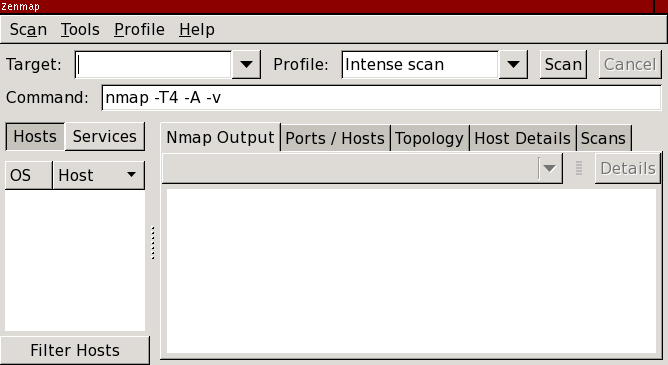 Zenmap
Scan Tools Profile Help
Target: Profile: Intense scan Scan Cancel
Command: nmap -T4 -A -v
Hosts Services Nmap Output Ports / Hosts Topology Host Details Scans
OS Host Details
Filter Hosts